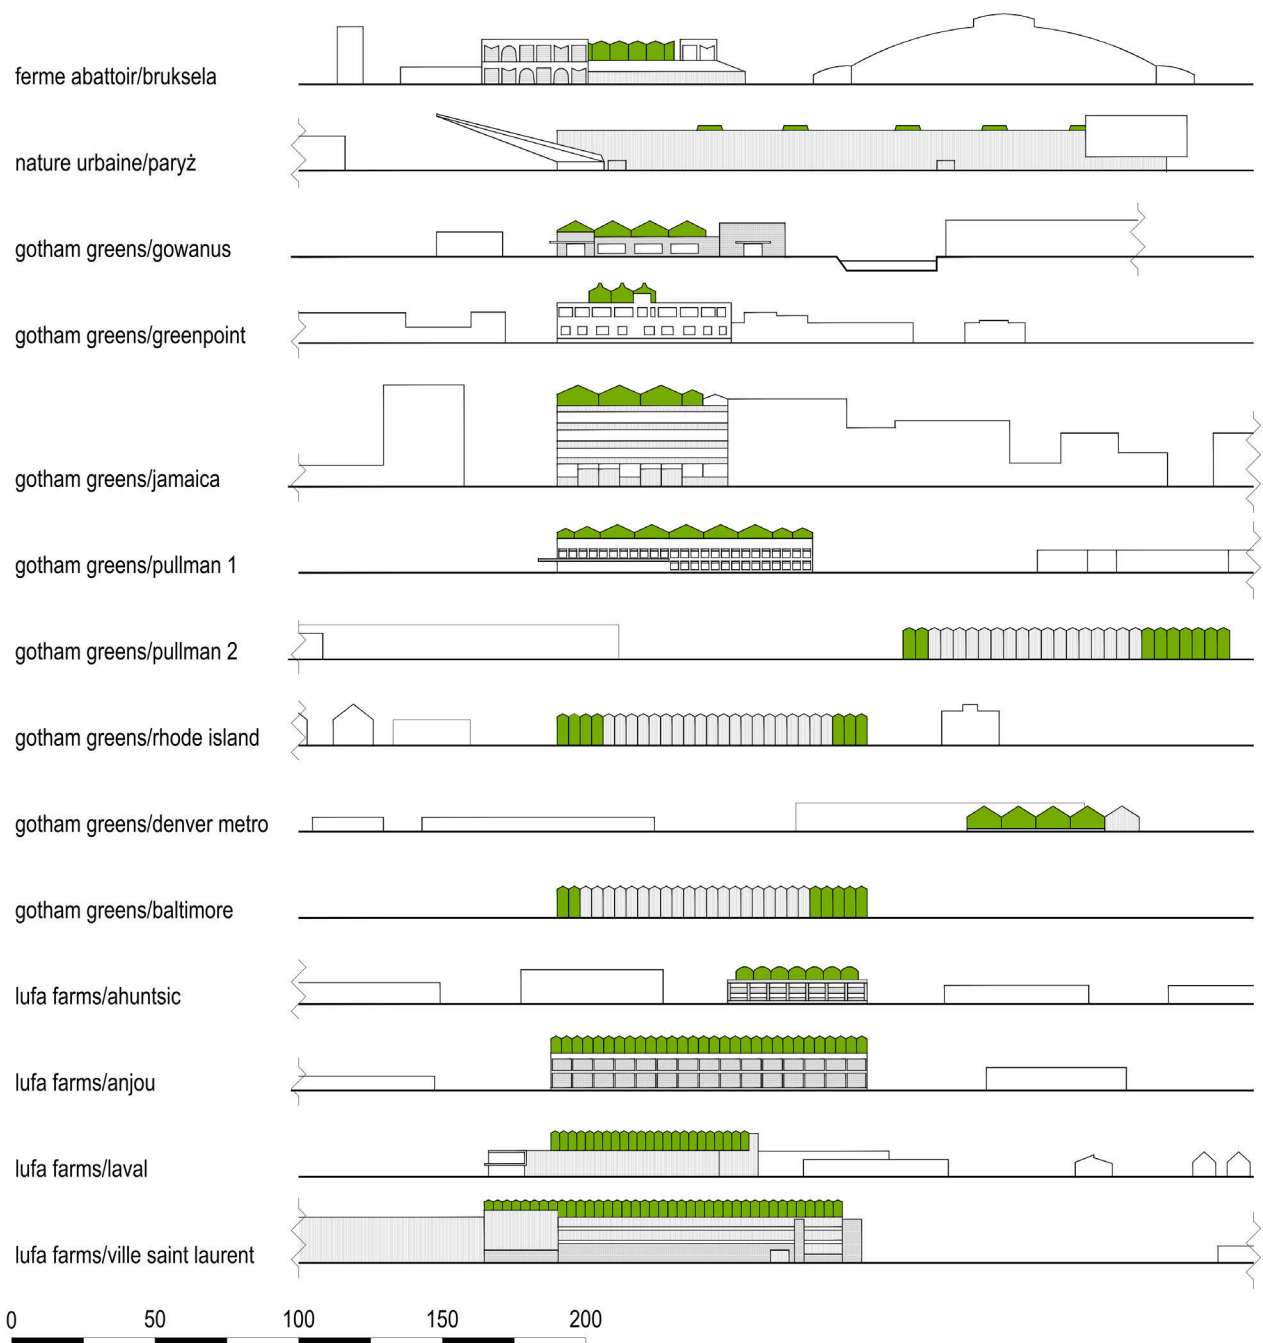 ferme abattoir/bruksela
nature urbaine/paryż
gotham greens/gowanus
gotham greens/greenpoint
gotham greens/jamaica
gotham greens/pullman 1
gotham greens/pullman 2
gotham greens/rhode island
gotham greens/denver metro
gotham greens/baltimore
lufa farms/ahuntsic
lufa farms/anjou
lufa farms/laval
lufa farms/ville saint laurent
0 50 100 150 200